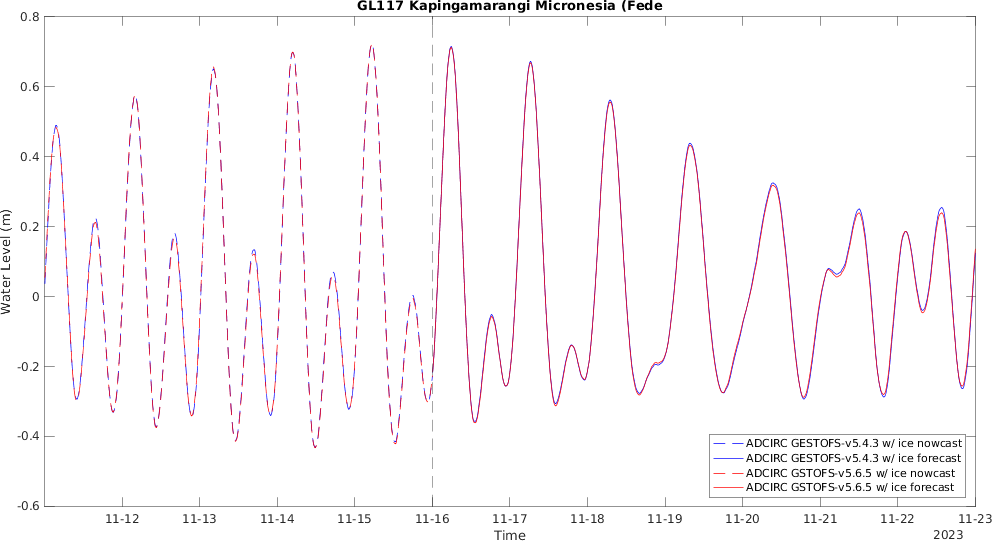 GL117 Kapingamarangi Micronesia (Fede
0.8
0.6
0.4
0.2
0
-0.2
-0.4
-0.6
Water Level (m)
ADCIRC GESTOFS-v5.4.3 w/ ice nowcast
ADCIRC GESTOFS-v5.4.3 w/ ice forecast
ADCIRC GSTOFS-v5.6.5 w/ ice nowcast
ADCIRC GSTOFS-v5.6.5 w/ ice forecast
11-12 11-13 11-14 11-15 11-16 11-17 11-18 11-19 11-20 11-21 11-22 11-23
Time
2023